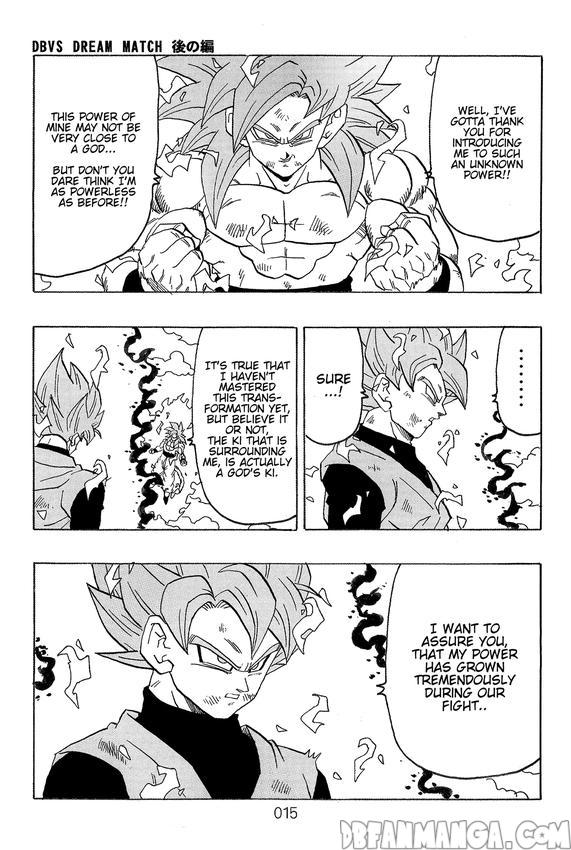 DBVS DREAM MATCH 後の編
WELL, I'VE
GOTTA THANK
YOU FOR
INTRODUCING
ME TO SUCH
AN UNKNOWN
POWER!!
THIS POWER OF
MINE MAY NOT BE
VERY CLOSE TO
A GOD...
BUT DON'T YOU
DARE THINK I'M
AS POWERLESS
AS BEFORE!!
SURE
...!
IT'S TRUE THAT
I HAVEN'T
MASTERED
THIS TRANS-
FORMATION YET,
BUT BELIEVE IT
OR NOT,
THE KI THAT IS
SURROUNDING
ME, IS ACTUALLY
A GOD'S KI.
I WANT TO
ASSURE YOU,
THAT MY POWER
HAS GROWN
TREMENDOUSLY
DURING OUR
FIGHT..
015
DBFANMANGA.COM